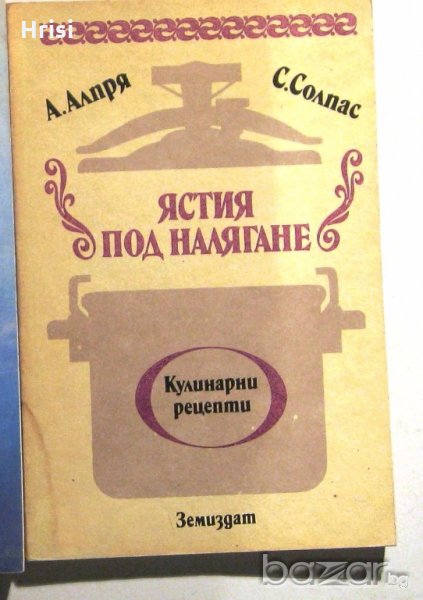 Hrisi
А. Алпря
С. Солпас
ЯСТИЯ
ПОД НАЛЯГАНЕ
Кулинарни
рецепти
Земиздат
bazar.bg